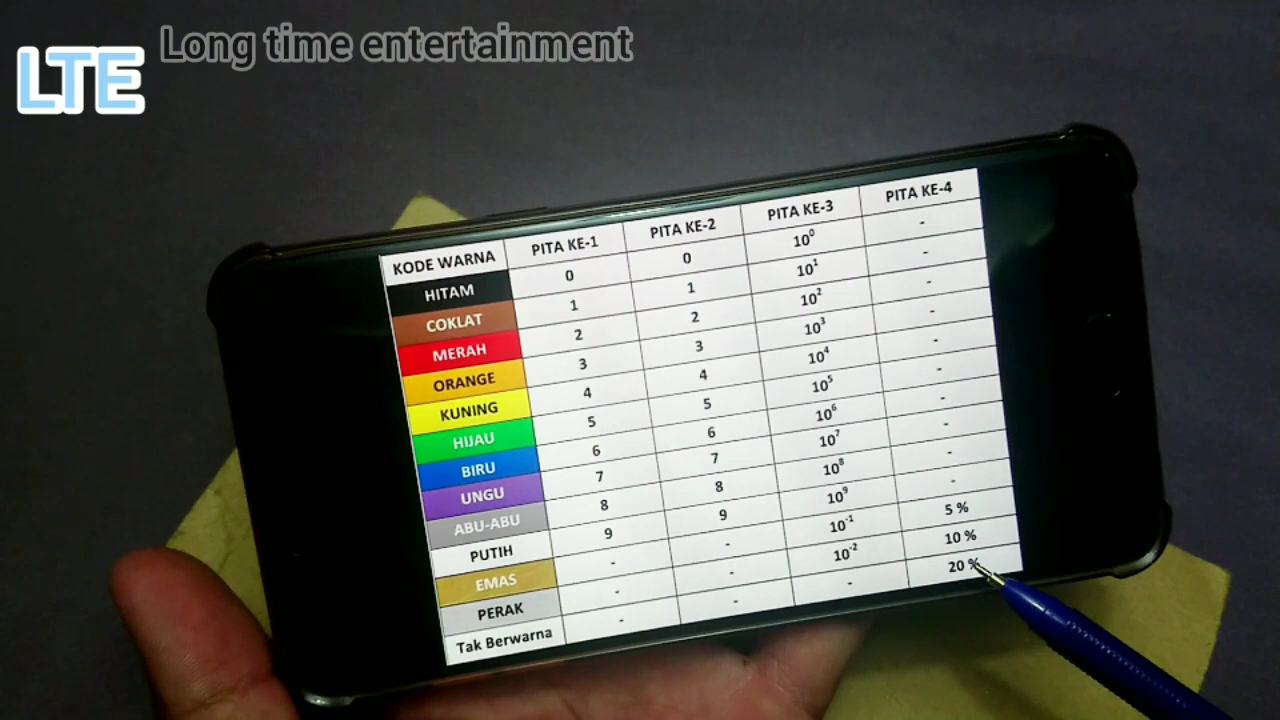 LTE Long time entertainment
KODE WARNA PITA KE-1 PITA KE-2 PITA KE-3 PITA KE-4
HITAM 0 0 10⁰ -
COKLAT 1 1 10¹ -
MERAH 2 2 10² -
ORANGE 3 3 10³ -
KUNING 4 4 10⁴ -
HIJAU 5 5 10⁵ -
BIRU 6 6 10⁶ -
UNGU 7 7 10⁷ -
ABU-ABU 8 8 10⁸ -
PUTIH 9 9 10⁹ -
EMAS - - 10⁻¹ 5 %
PERAK - - 10⁻² 10 %
Tak Berwarna - - - 20 %